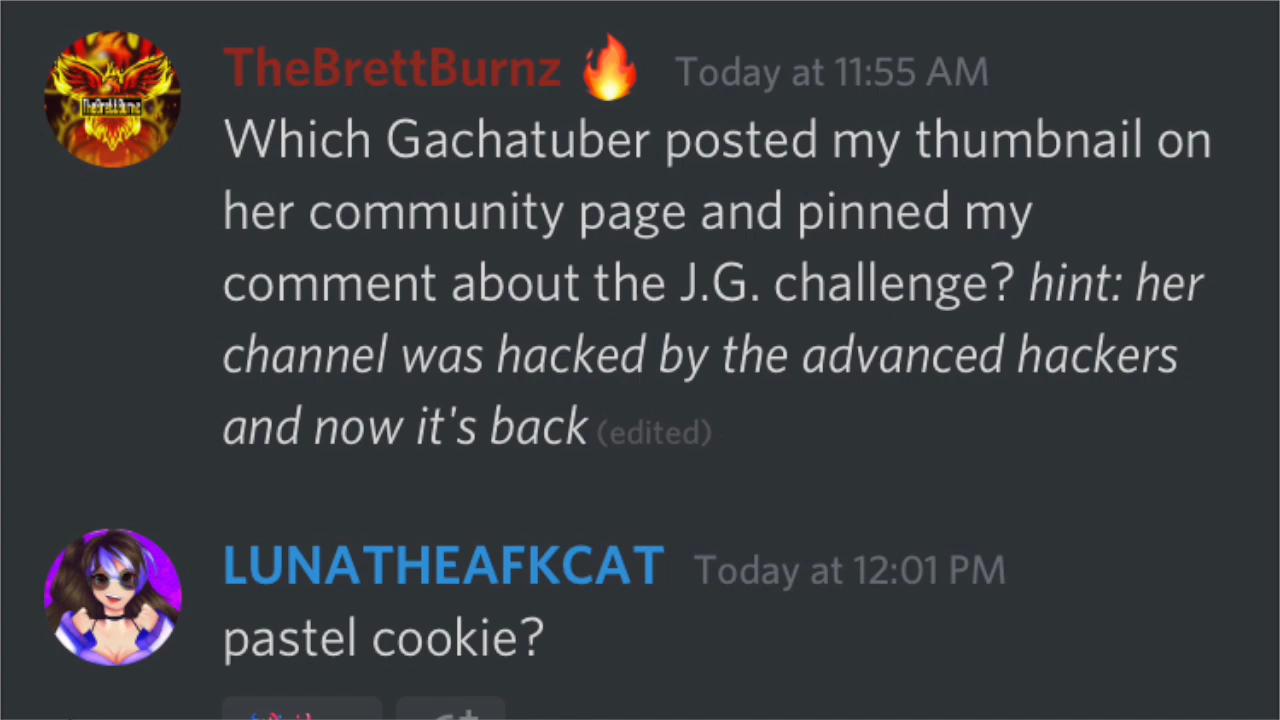 TheBrettBurnz 🔥 Today at 11:55 AM
TheBrettBurnz
Which Gachatuber posted my thumbnail on
her community page and pinned my
comment about the J.G. challenge? hint: her
channel was hacked by the advanced hackers
and now it's back (edited)
LUNATHEAFKCAT Today at 12:01 PM
pastel cookie?